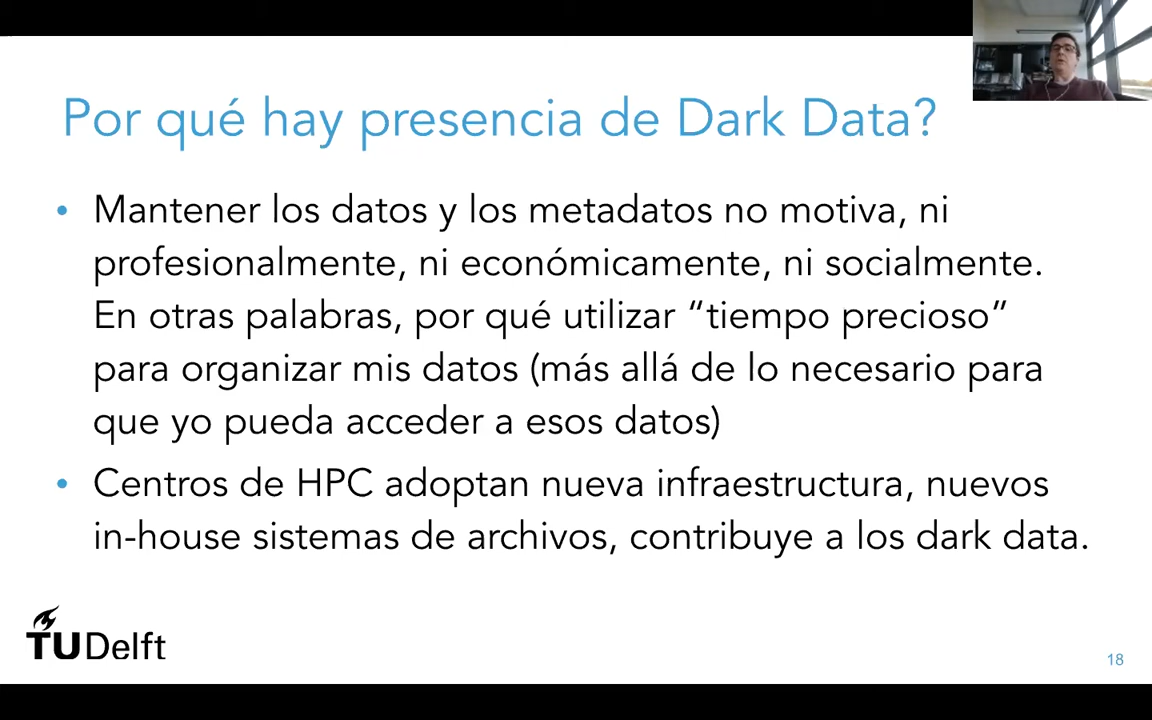 Por qué hay presencia de Dark Data?
• Mantener los datos y los metadatos no motiva, ni
profesionalmente, ni económicamente, ni socialmente.
En otras palabras, por qué utilizar “tiempo precioso”
para organizar mis datos (más allá de lo necesario para
que yo pueda acceder a esos datos)
• Centros de HPC adoptan nueva infraestructura, nuevos
in-house sistemas de archivos, contribuye a los dark data.
TUDelft
18